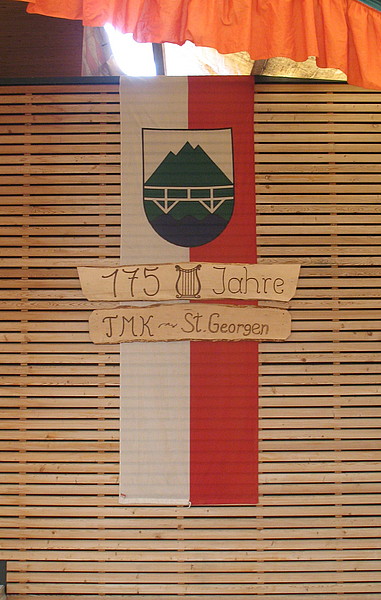 175 Jahre
TMK ~ St. Georgen